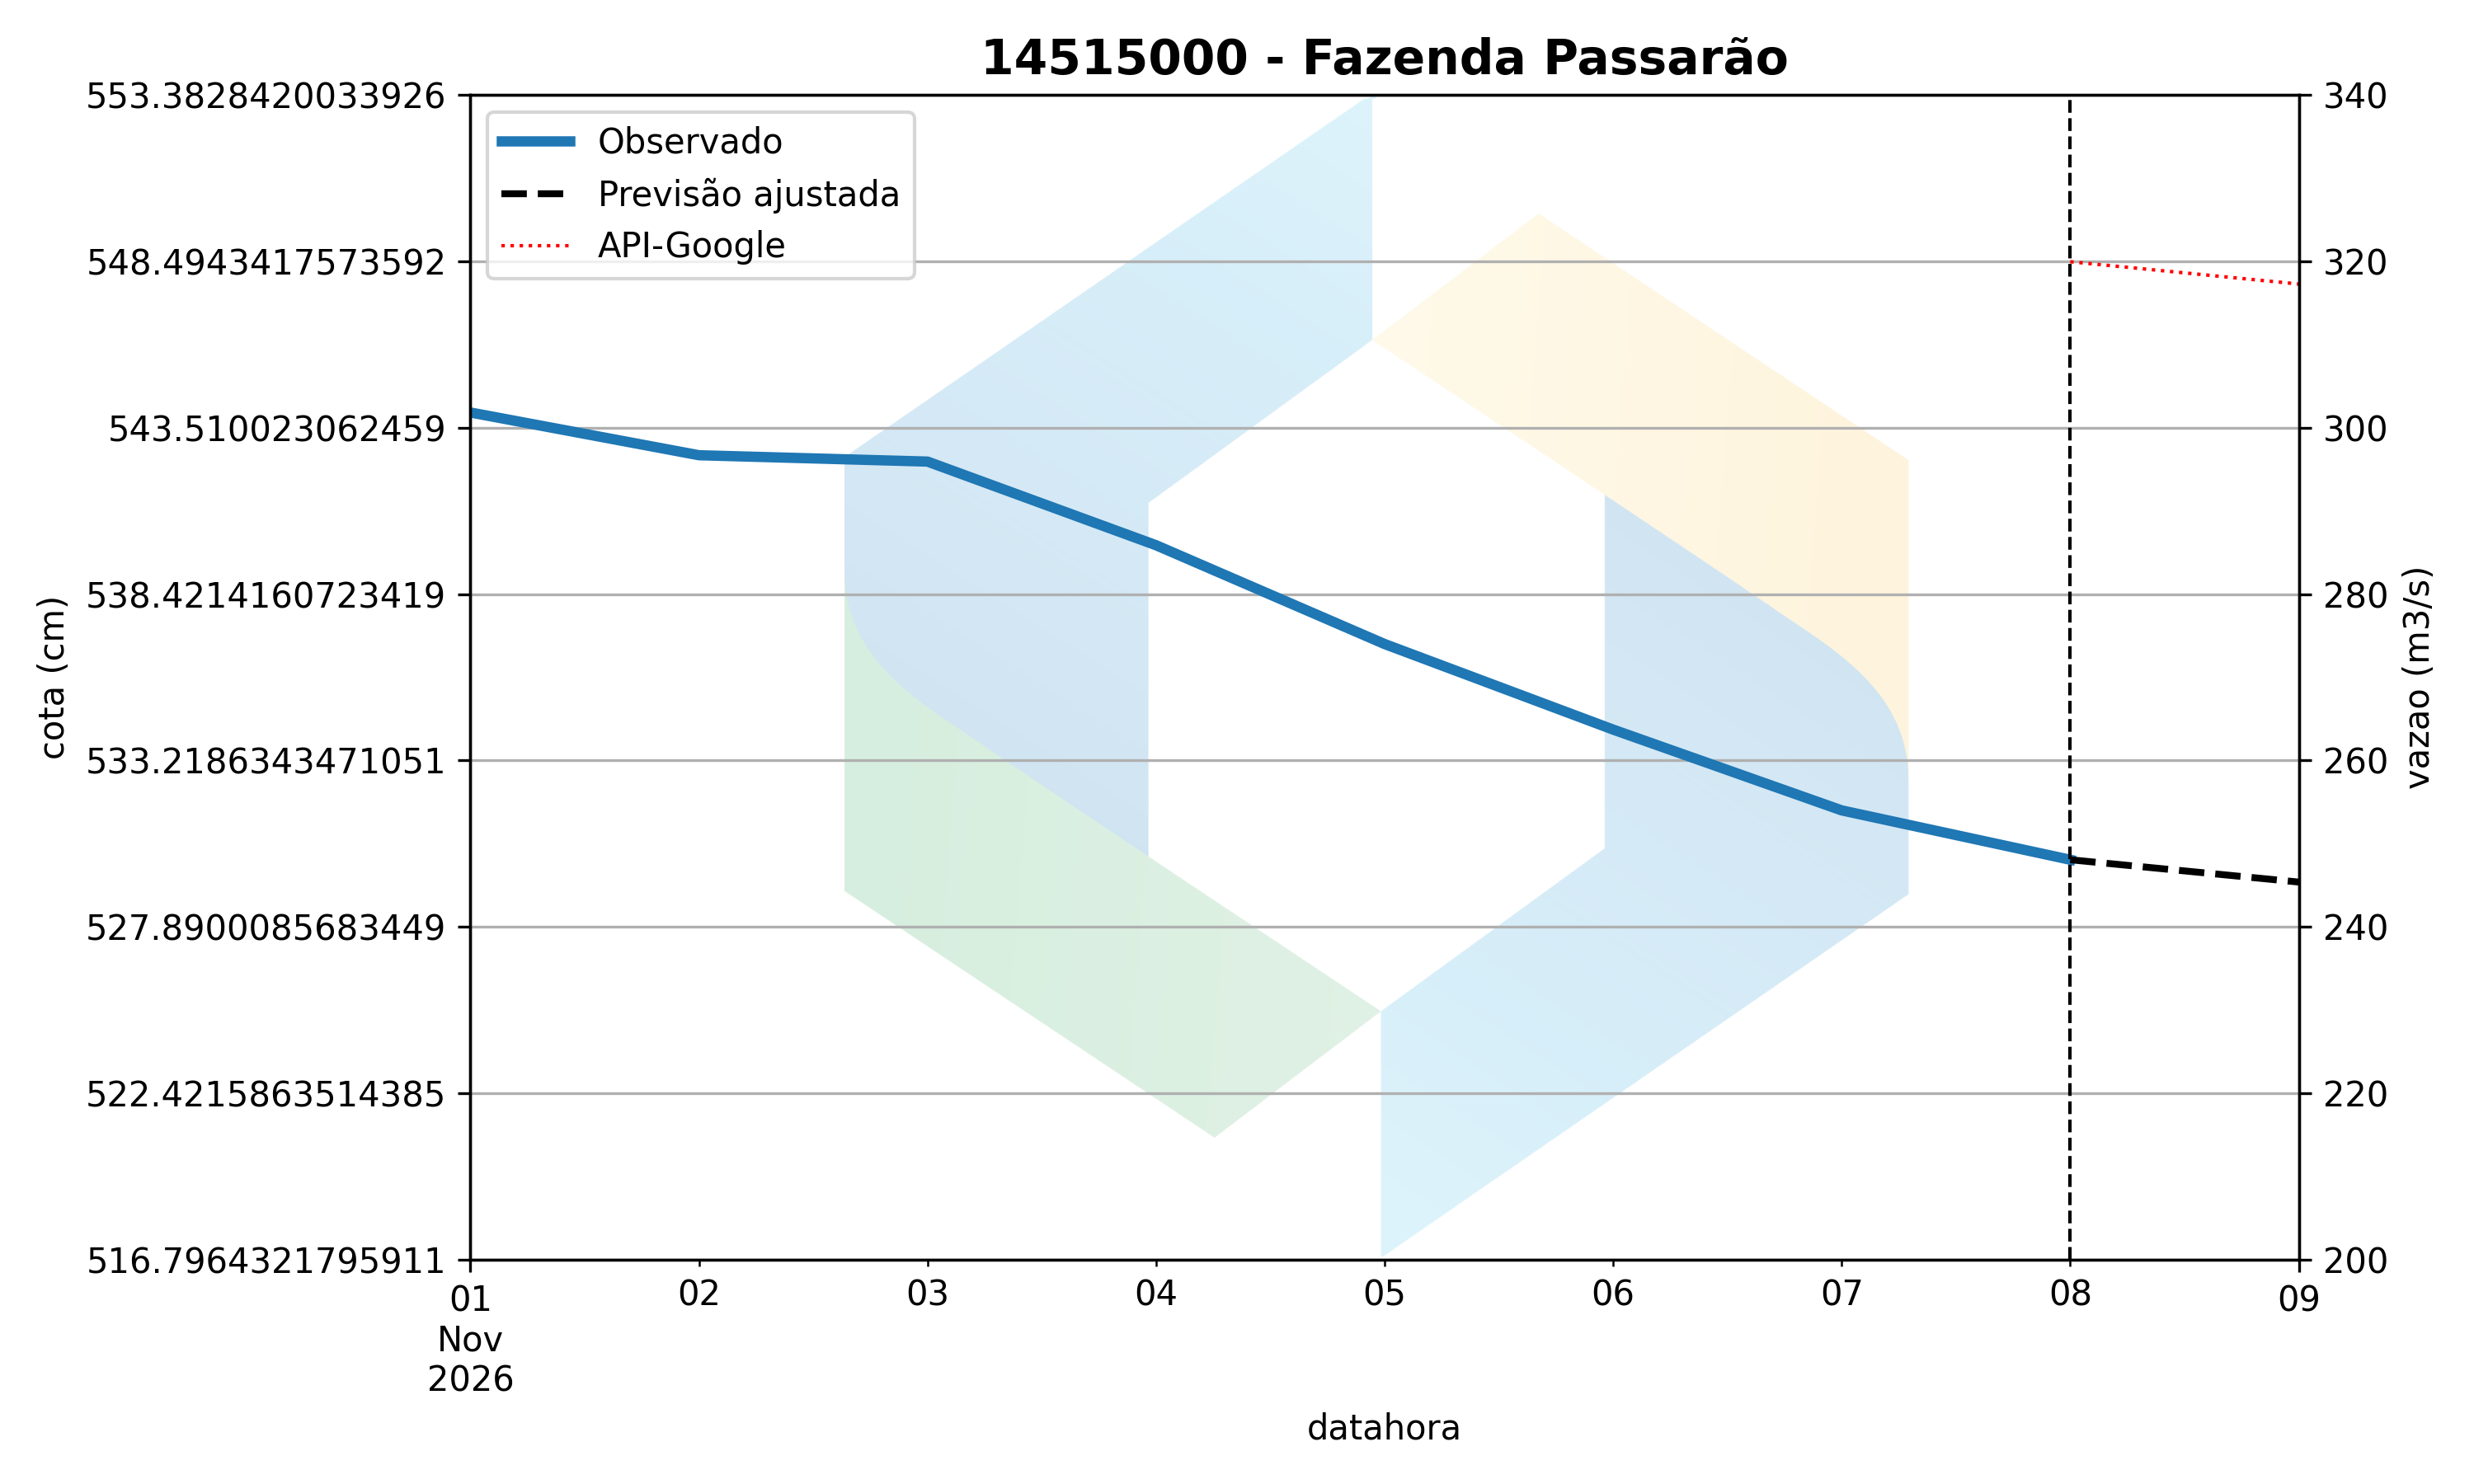 14515000 - Fazenda Passarão
553.3828420033926
548.4943417573592
543.510023062459
538.4214160723419
533.2186343471051
527.8900085683449
522.4215863514385
516.7964321795911
cota (cm)
Observado
Previsão ajustada
API-Google
340
320
300
280
260
240
220
200
vazao (m3/s)
01 02 03 04 05 06 07 08 09
Nov
2026
datahora